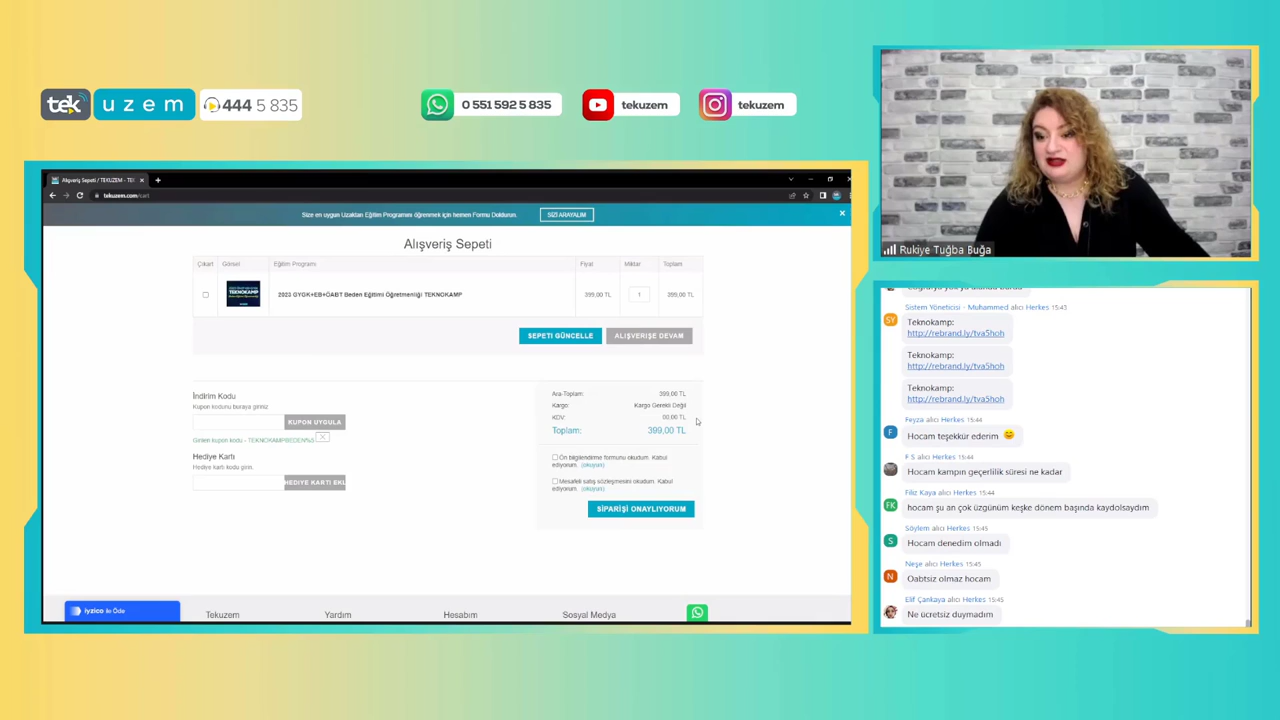 tek
uzem
444 5 835
0 551 592 5 835
tekuzem
tekuzem
Alışveriş Sepeti / TEKUZEM - TEK
tekuzem.com/cart
Size en uygun Uzaktan Eğitim Programını öğrenmek için hemen Formu Doldurun.
SİZİ ARAYALIM
Alışveriş Sepeti
Çıkart Görsel Eğitim Programı Fiyat Miktar Toplam
2023 GYGK+EB+ÖABT Beden Eğitimi Öğretmenliği TEKNOKAMP 399,00 TL 1 399,00 TL
SEPETİ GÜNCELLE ALIŞVERİŞE DEVAM
İndirim Kodu
Kupon kodunu buraya giriniz
KUPON UYGULA
Hediye Kartı
Hediye kartı kodu girin.
HEDİYE KARTI EKL
Ara-Toplam: 399,00 TL
Kargo: Kargo Gerekli Değil
KDV: 00,00 TL
Toplam: 399,00 TL
Ön bilgilendirme formunu okudum. Kabul
ediyorum. (okuyun)
Mesafeli satış sözleşmesini okudum. Kabul
ediyorum. (okuyun)
SİPARİŞİ ONAYLIYORUM
iyzico ile Öde
Tekuzem Yardım Hesabım Sosyal Medya
Rukiye Tuğba Buğa
Sistem Yöneticisi - Muhammed alıcı Herkes 15:43
SY
Teknokamp:
http://rebrand.ly/tva5hoh
Teknokamp:
http://rebrand.ly/tva5hoh
Teknokamp:
http://rebrand.ly/tva5hoh
Feyza alıcı Herkes 15:44
F
Hocam teşekkür ederim
F S alıcı Herkes 15:44
Hocam kampın geçerlilik süresi ne kadar
Filiz Kaya alıcı Herkes 15:44
FK
hocam şu an çok üzgünüm keşke dönem başında kaydolsaydım
Söylem alıcı Herkes 15:45
S
Hocam denedim olmadı
Neşe alıcı Herkes 15:45
N
Oabtsiz olmaz hocam
Elif Çankaya alıcı Herkes 15:45
Ne ücretsiz duymadım